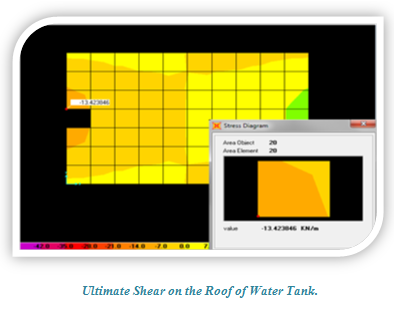 -13.423846
Stress Diagram
Area Object 20
Area Element 20
value -13.423846 KN/m
-42.0 -35.0 -28.0 -21.0 -14.0 -7.0 0.0 7.
Ultimate Shear on the Roof of Water Tank.